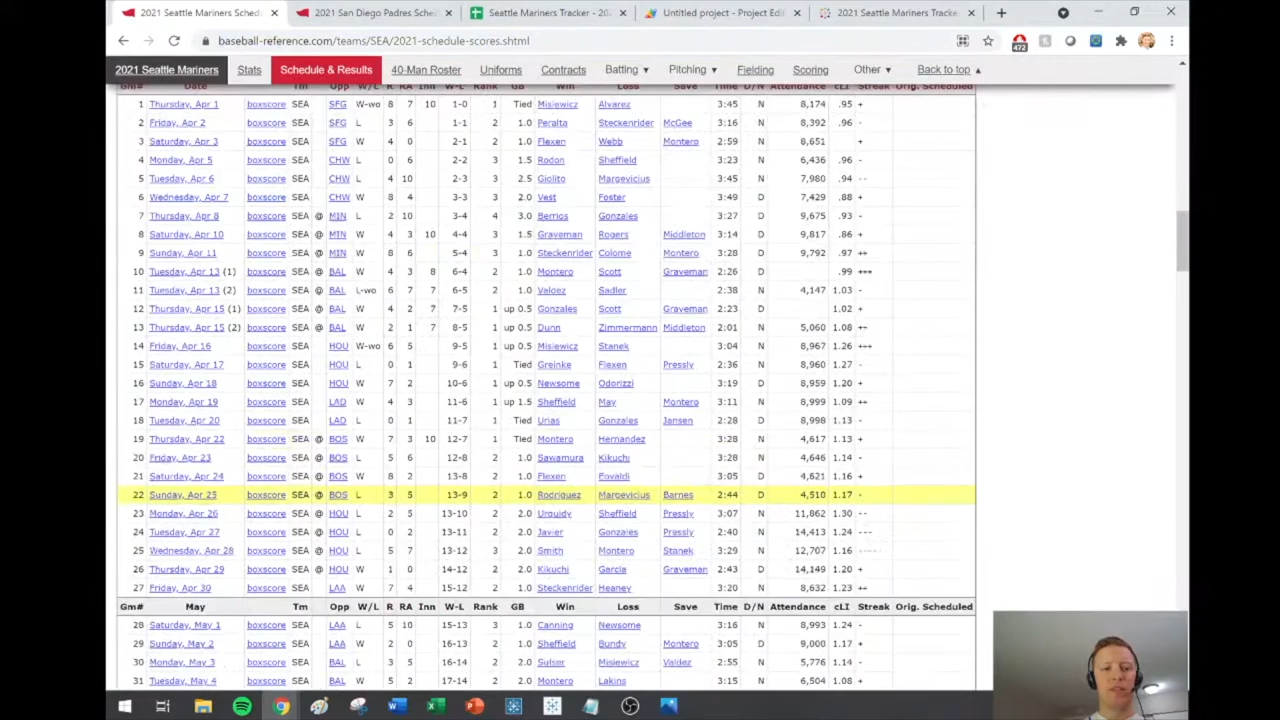 2021 Seattle Mariners Sched
2021 San Diego Padres Sche
Seattle Mariners Tracker - 20
Untitled project - Project Edi
2021 Seattle Mariners Tracke
baseball-reference.com/teams/SEA/2021-schedule-scores.shtml
472
2021 Seattle Mariners Stats Schedule & Results 40-Man Roster Uniforms Contracts Batting ▼ Pitching ▼ Fielding Scoring Other ▼ Back to top ▲
Gm# Date Tm Opp W/L R RA Inn W-L Rank GB Win Loss Save Time D/N Attendance cLI Streak Orig. Scheduled
1 Thursday, Apr 1 boxscore SEA SFG W-wo 8 7 10 1-0 1 Tied Misiewicz Alvarez 3:45 N 8,174 .95 +
2 Friday, Apr 2 boxscore SEA SFG L 3 6 1-1 2 1.0 Peralta Steckenrider McGee 3:16 N 8,392 .96 -
3 Saturday, Apr 3 boxscore SEA SFG W 4 0 2-1 2 1.0 Flexen Webb Montero 2:59 N 8,651 +
4 Monday, Apr 5 boxscore SEA CHW L 0 6 2-2 3 1.5 Rodon Sheffield 3:23 N 6,436 .96 -
5 Tuesday, Apr 6 boxscore SEA CHW L 4 10 2-3 3 2.5 Giolito Margevicius 3:45 N 7,980 .94 --
6 Wednesday, Apr 7 boxscore SEA CHW W 8 4 3-3 3 2.0 Vest Foster 3:49 D 7,429 .88 +
7 Thursday, Apr 8 boxscore SEA @ MIN L 2 10 3-4 4 3.0 Berrios Gonzales 3:27 D 9,675 .93 -
8 Saturday, Apr 10 boxscore SEA @ MIN W 4 3 10 4-4 3 1.5 Graveman Rogers Middleton 3:14 D 9,817 .86 +
9 Sunday, Apr 11 boxscore SEA @ MIN W 8 6 5-4 3 1.0 Steckenrider Colome Montero 3:28 D 9,792 .97 ++
10 Tuesday, Apr 13 (1) boxscore SEA @ BAL W 4 3 8 6-4 2 1.0 Montero Scott Graveman 2:26 D .99 +++
11 Tuesday, Apr 13 (2) boxscore SEA @ BAL L-wo 6 7 7 6-5 2 1.0 Valdez Sadler 2:38 N 4,147 1.03 -
12 Thursday, Apr 15 (1) boxscore SEA @ BAL W 4 2 7 7-5 1 up 0.5 Gonzales Scott Graveman 2:23 D 1.02 +
13 Thursday, Apr 15 (2) boxscore SEA @ BAL W 2 1 7 8-5 1 up 0.5 Dunn Zimmermann Middleton 2:01 N 5,060 1.08 ++
14 Friday, Apr 16 boxscore SEA HOU W-wo 6 5 9-5 1 up 0.5 Misiewicz Stanek 3:04 N 8,967 1.26 +++
15 Saturday, Apr 17 boxscore SEA HOU L 0 1 9-6 1 Tied Greinke Flexen Pressly 2:36 N 8,960 1.27 -
16 Sunday, Apr 18 boxscore SEA HOU W 7 2 10-6 1 up 0.5 Newsome Odorizzi 3:19 D 8,959 1.20 +
17 Monday, Apr 19 boxscore SEA LAD W 4 3 11-6 1 up 1.5 Sheffield May Montero 3:11 N 8,999 1.09 ++
18 Tuesday, Apr 20 boxscore SEA LAD L 0 1 11-7 1 Tied Urias Gonzales Jansen 2:28 D 8,998 1.13 -
19 Thursday, Apr 22 boxscore SEA @ BOS W 7 3 10 12-7 1 Tied Montero Hernandez 3:28 N 4,617 1.13 +
20 Friday, Apr 23 boxscore SEA @ BOS L 5 6 12-8 2 1.0 Sawamura Kikuchi 3:28 N 4,646 1.14 -
21 Saturday, Apr 24 boxscore SEA @ BOS W 8 2 13-8 2 1.0 Flexen Eovaldi 3:05 D 4,621 1.16 +
22 Sunday, Apr 25 boxscore SEA @ BOS L 3 5 13-9 2 1.0 Rodriguez Margevicius Barnes 2:44 D 4,510 1.17 -
23 Monday, Apr 26 boxscore SEA @ HOU L 2 5 13-10 2 2.0 Urquidy Sheffield Pressly 3:07 N 11,862 1.30 --
24 Tuesday, Apr 27 boxscore SEA @ HOU L 0 2 13-11 2 2.0 Javier Gonzales Pressly 2:40 N 14,413 1.24 ---
25 Wednesday, Apr 28 boxscore SEA @ HOU L 5 7 13-12 3 2.0 Smith Montero Stanek 3:29 N 12,707 1.16 ----
26 Thursday, Apr 29 boxscore SEA @ HOU W 1 0 14-12 2 2.0 Kikuchi Garcia Graveman 2:43 D 14,149 1.20 +
27 Friday, Apr 30 boxscore SEA LAA W 7 4 15-12 2 1.0 Steckenrider Heaney 3:20 N 8,632 1.23 ++
Gm# May Tm Opp W/L R RA Inn W-L Rank GB Win Loss Save Time D/N Attendance cLI Streak Orig. Scheduled
28 Saturday, May 1 boxscore SEA LAA L 5 10 15-13 3 1.0 Canning Newsome 3:16 N 8,993 1.24 -
29 Sunday, May 2 boxscore SEA LAA W 2 0 16-13 2 1.0 Sheffield Bundy Montero 3:05 D 9,000 1.17 +
30 Monday, May 3 boxscore SEA BAL L 3 5 16-14 2 1.0 Sulser Misiewicz Valdez 2:55 N 5,776 1.14 -
31 Tuesday, May 4 boxscore SEA BAL W 5 2 17-14 2 1.0 Montero Lakins 3:15 N 6,504 1.08 +